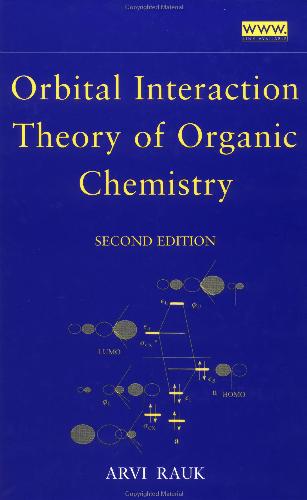 WWW.
Orbital Interaction
Theory of Organic
Chemistry
SECOND EDITION
LUMO
HOMO
n
ARVI RAUK